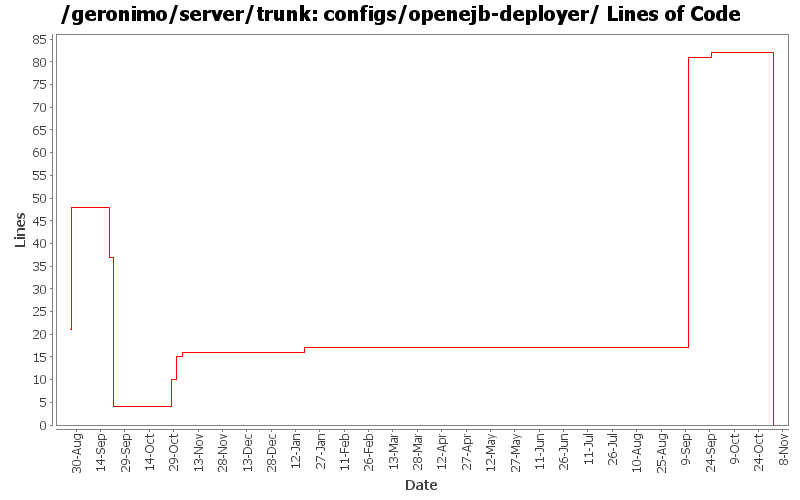 /geronimo/server/trunk: configs/openejb-deployer/ Lines of Code
85
80
75
70
65
60
55
50
45
40
35
30
25
20
15
10
5
0
Lines
30-Aug
14-Sep
29-Sep
14-Oct
29-Oct
13-Nov
28-Nov
13-Dec
28-Dec
12-Jan
27-Jan
11-Feb
26-Feb
13-Mar
28-Mar
12-Apr
27-Apr
12-May
27-May
11-Jun
26-Jun
11-Jul
26-Jul
10-Aug
25-Aug
9-Sep
24-Sep
9-Oct
24-Oct
8-Nov
Date